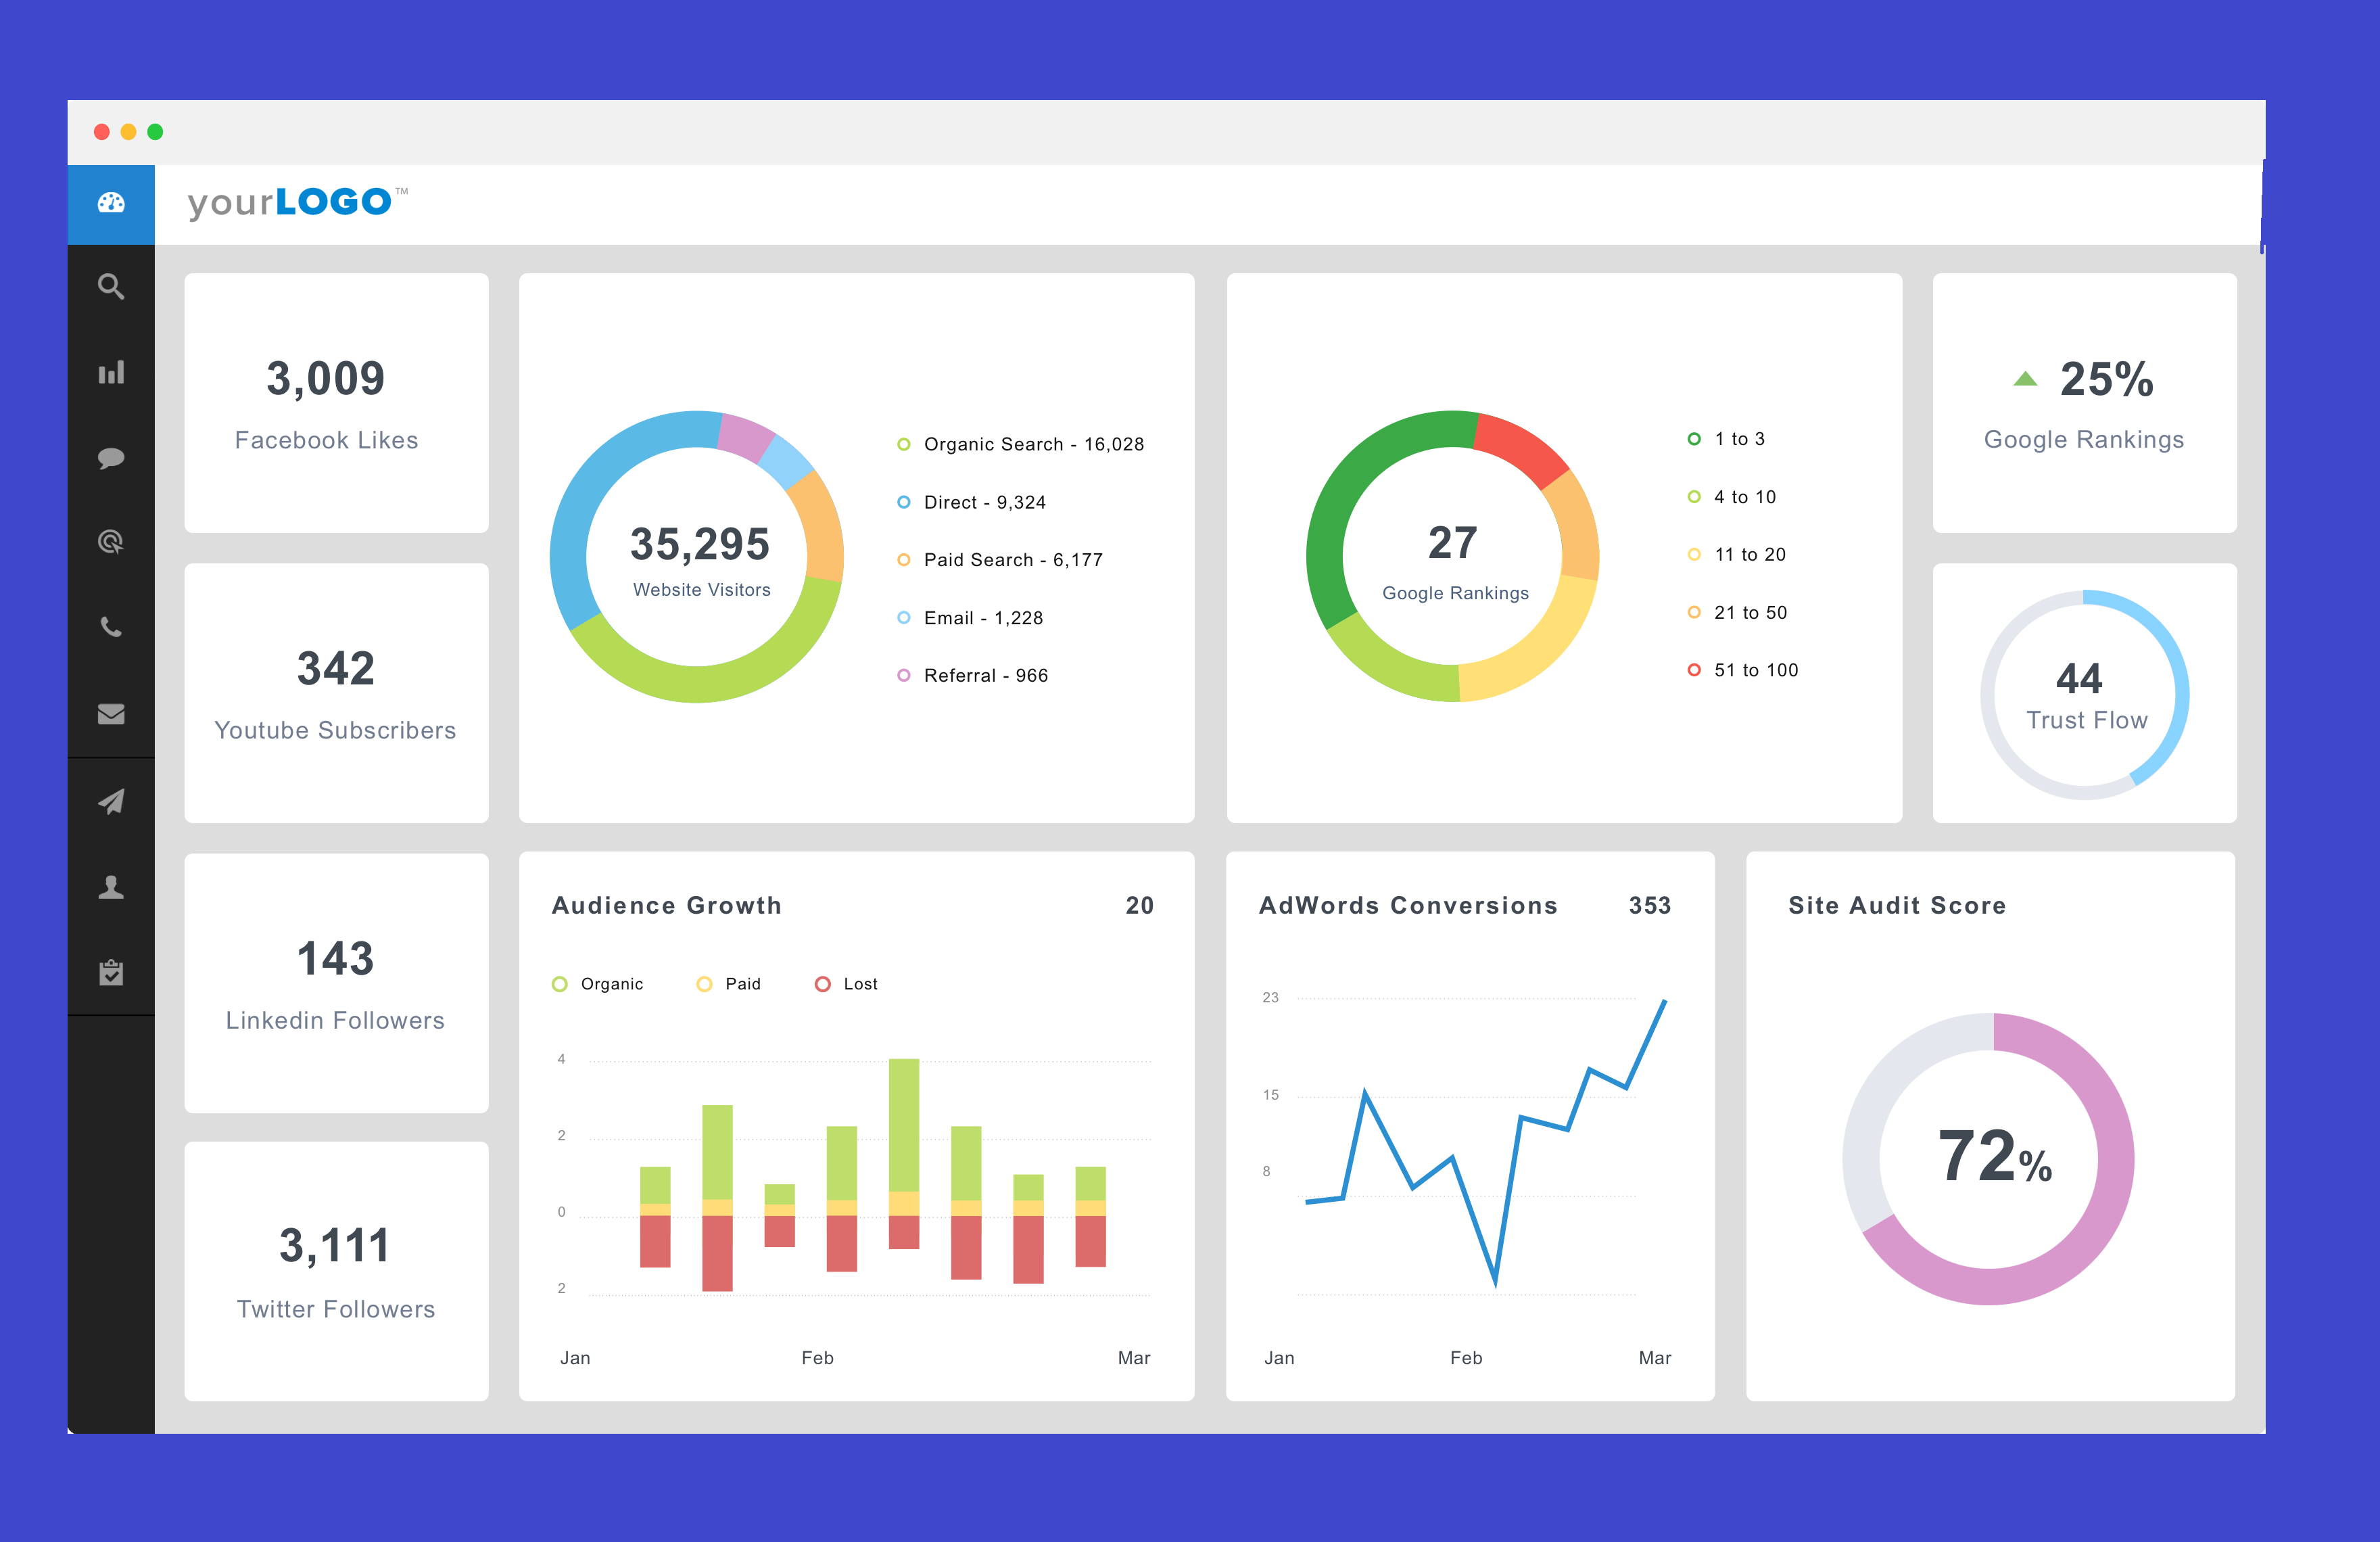 yourLOGO™
3,009
Facebook Likes
342
Youtube Subscribers
143
Linkedin Followers
3,111
Twitter Followers
35,295
Website Visitors
Organic Search - 16,028
Direct - 9,324
Paid Search - 6,177
Email - 1,228
Referral - 966
27
Google Rankings
1 to 3
4 to 10
11 to 20
21 to 50
51 to 100
25%
Google Rankings
44
Trust Flow
Audience Growth 20
Organic Paid Lost
4
2
0
2
Jan Feb Mar
AdWords Conversions 353
23
15
8
Jan Feb Mar
Site Audit Score
72%